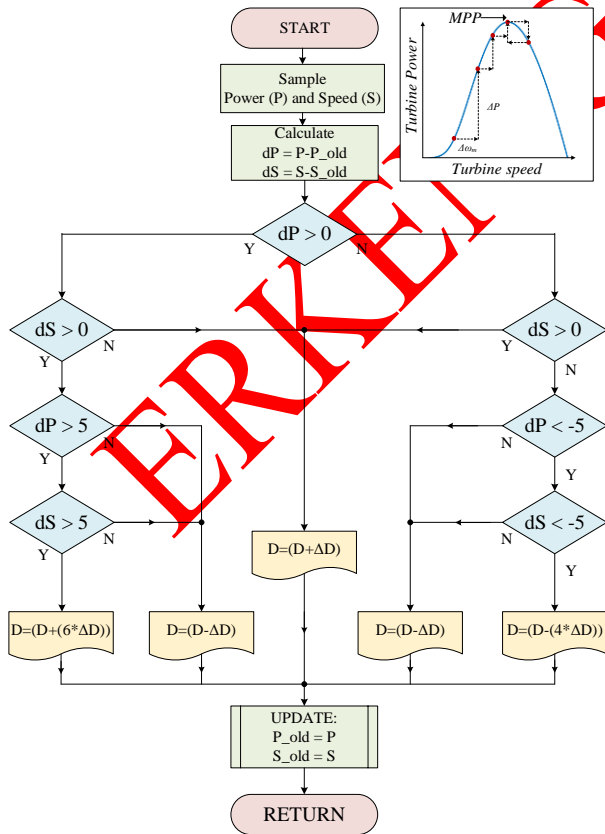 START
Sample
Power (P) and Speed (S)
Calculate
dP = P-P_old
dS = S-S_old
MPP
Turbine Power
ΔP
Δωₘ
Turbine speed
dP > 0
Y
N
dS > 0
N
Y
dS > 0
Y
N
dP > 5
N
Y
dP < -5
N
Y
dS > 5
N
Y
dS < -5
N
Y
D=(D+ΔD)
D=(D+(6*ΔD))
D=(D-ΔD)
D=(D-ΔD)
D=(D-(4*ΔD))
UPDATE:
P_old = P
S_old = S
RETURN